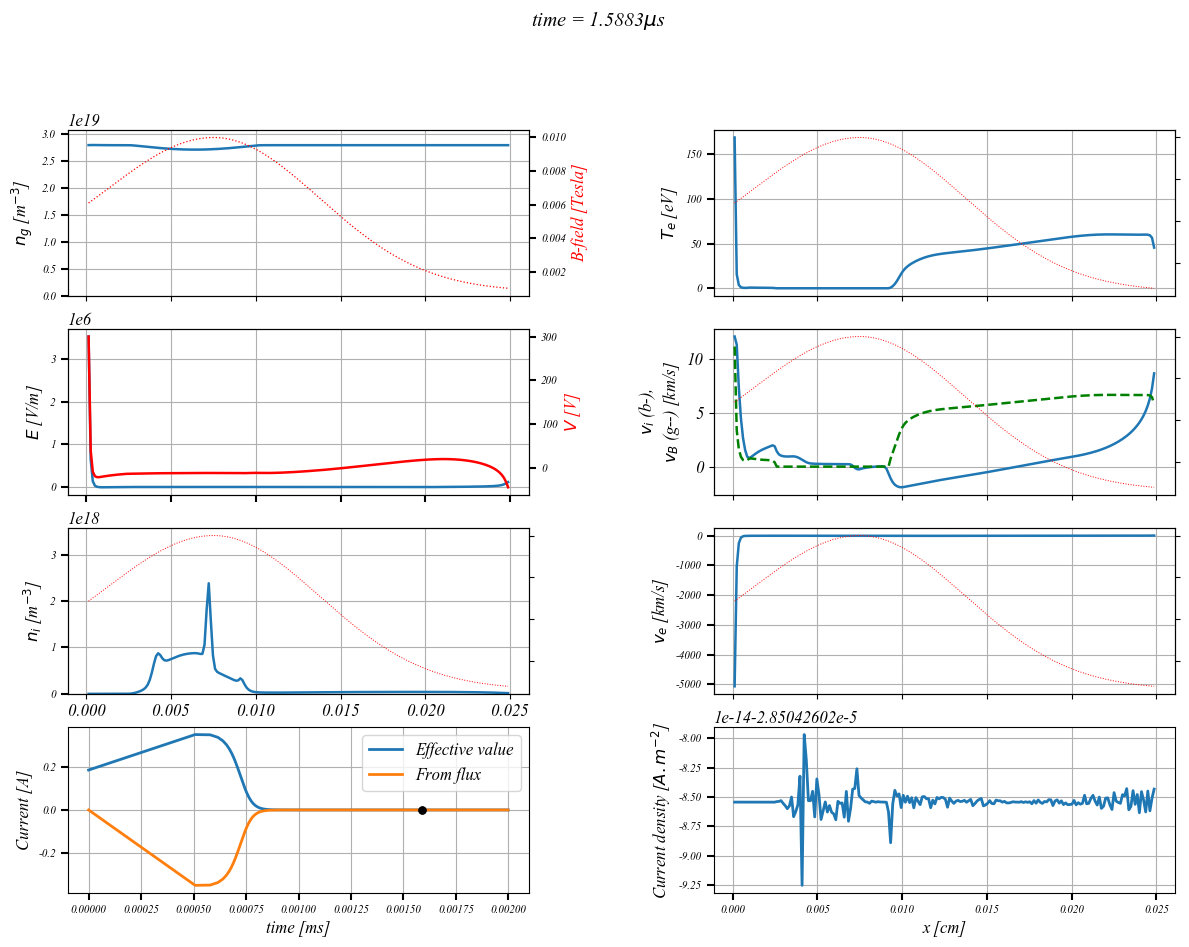 time = 1.5883μs
1e19
3.0
2.5
2.0
1.5
1.0
0.5
0.0
n_g [m^{-3}]
0.010
0.008
0.006
0.004
0.002
B-field [Tesla]
150
100
50
0
T_e [eV]
1e6
3
2
1
0
E [V/m]
300
200
100
0
V [V]
10
5
0
v_i (b-),
v_B (g--) [km/s]
1e18
3
2
1
0
n_i [m^{-3}]
0.000 0.005 0.010 0.015 0.020 0.025
0
-1000
-2000
-3000
-4000
-5000
v_e [km/s]
0.2
0.0
-0.2
Current [A]
Effective value
From flux
0.00000 0.00025 0.00050 0.00075 0.00100 0.00125 0.00150 0.00175 0.00200
time [ms]
1e-14-2.85042602e-5
-8.00
-8.25
-8.50
-8.75
-9.00
-9.25
Current density [A.m^{-2}]
0.000 0.005 0.010 0.015 0.020 0.025
x [cm]